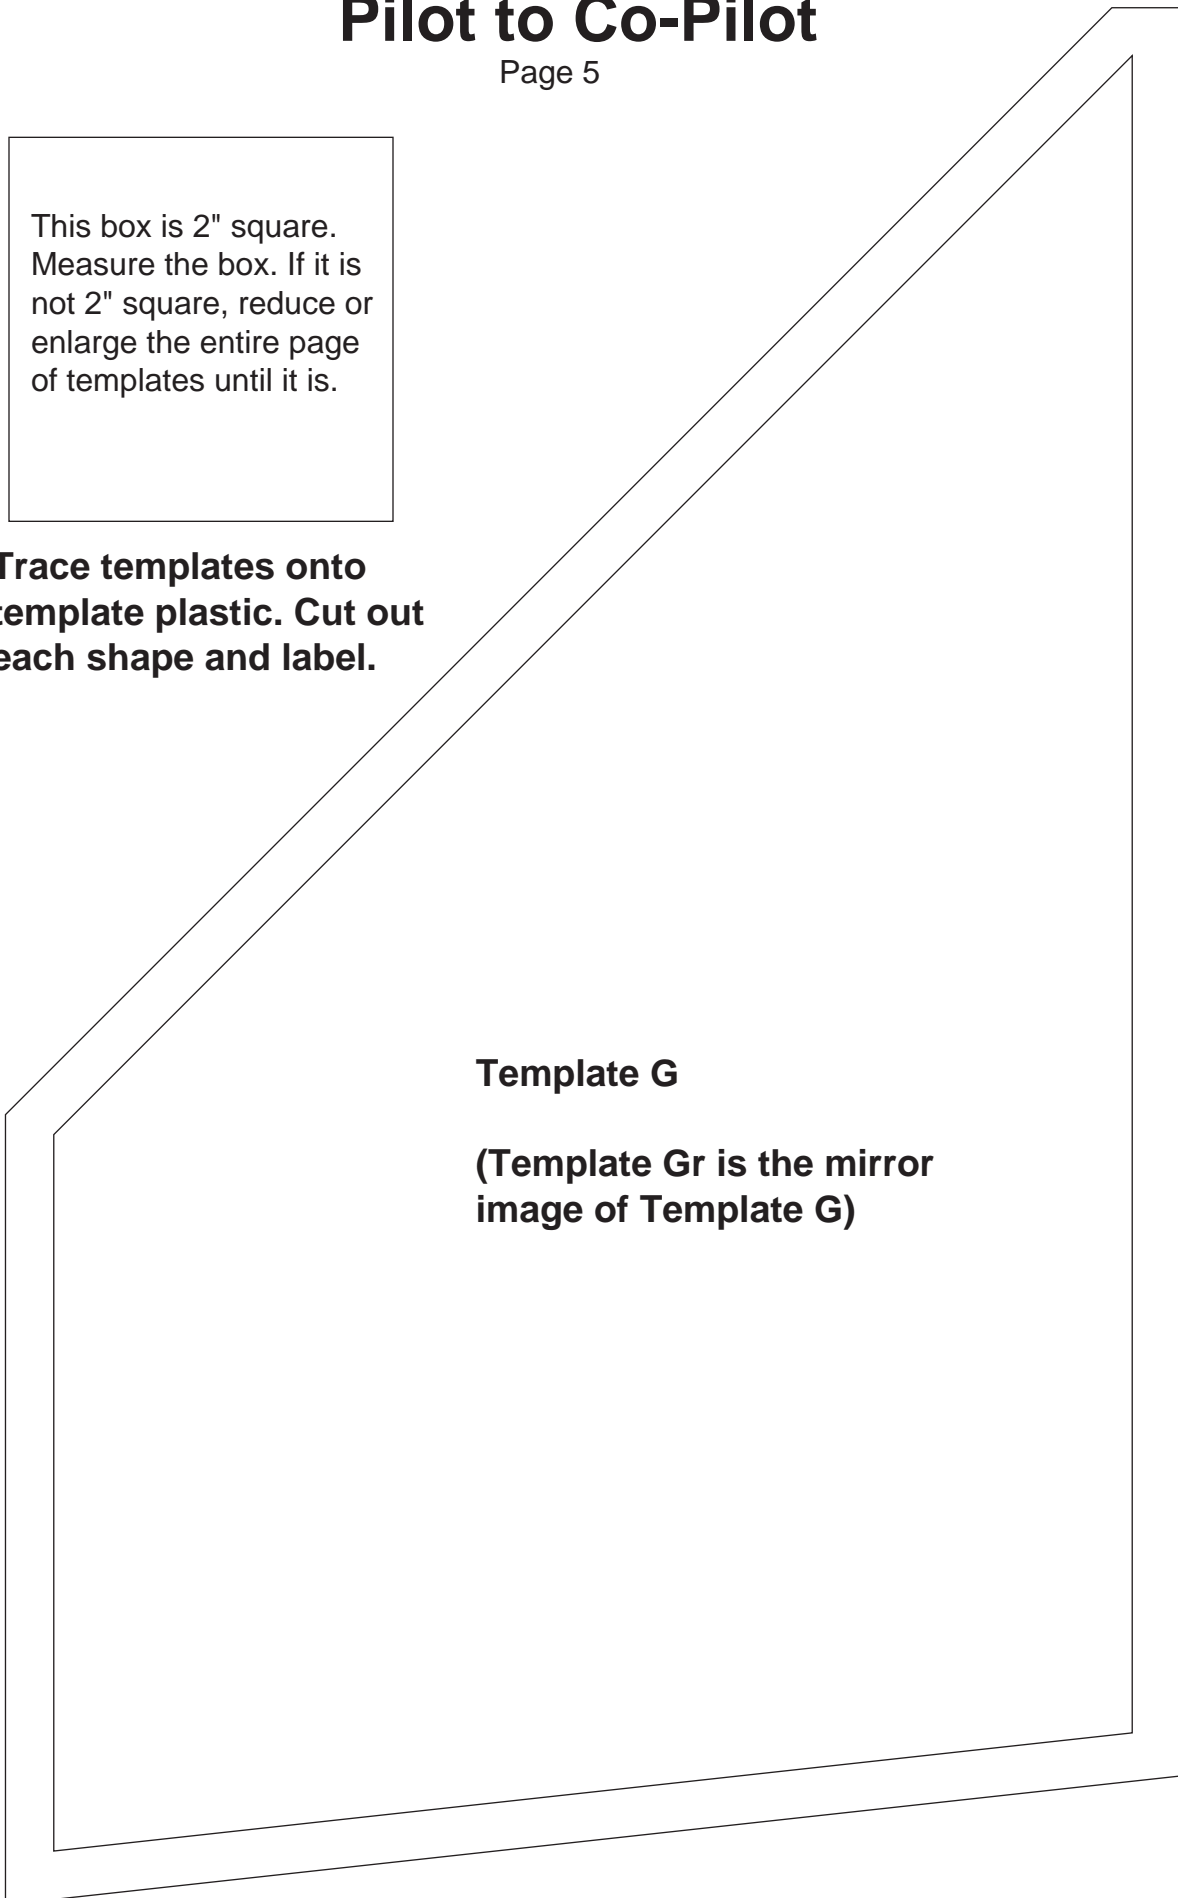 Pilot to Co-Pilot
Page 5
This box is 2" square.
Measure the box. If it is
not 2" square, reduce or
enlarge the entire page
of templates until it is.
Trace templates onto
template plastic. Cut out
each shape and label.
Template G
(Template Gr is the mirror
image of Template G)